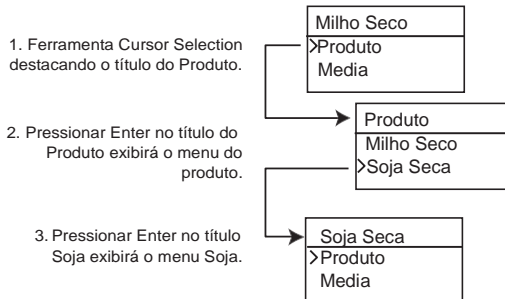 Milho Seco
1. Ferramenta Cursor Selection
destacando o título do Produto.
>Produto
Media
Produto
2. Pressionar Enter no título do
Produto exibirá o menu do
produto.
Milho Seco
>Soja Seca
3. Pressionar Enter no título
Soja exibirá o menu Soja.
Soja Seca
>Produto
Media